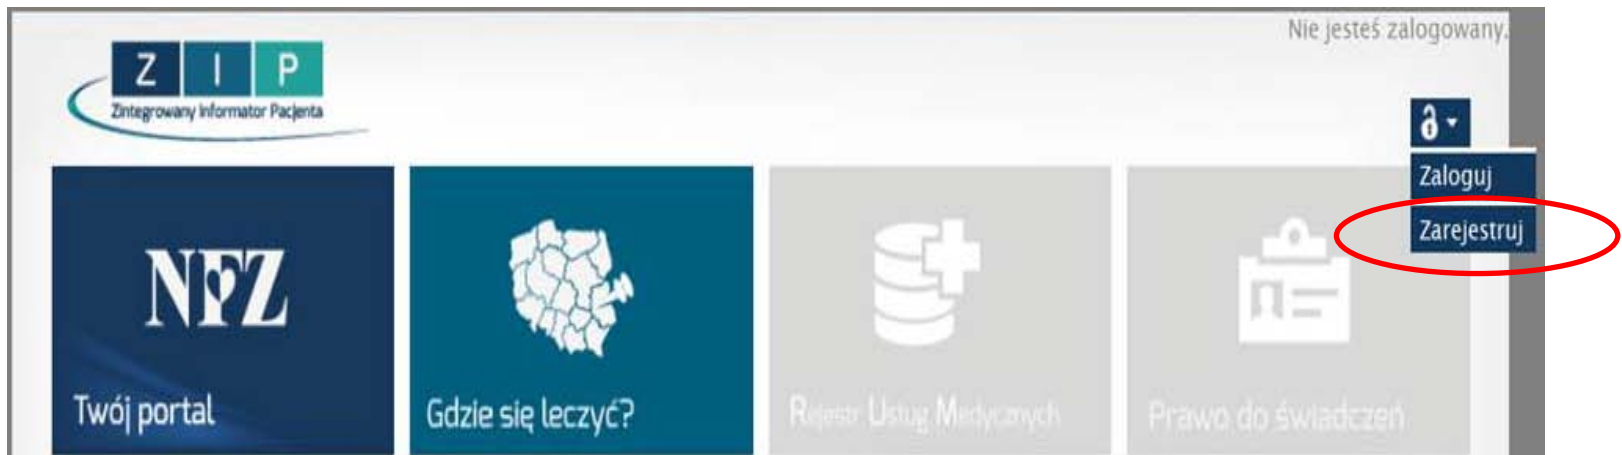 Nie jesteś zalogowany.
Z I P
Zintegrowany Informator Pacjenta
Zaloguj
Zarejestruj
NFZ
Twój portal
Gdzie się leczyć?
Rejestr Usług Medycznych
Prawo do świadczeń